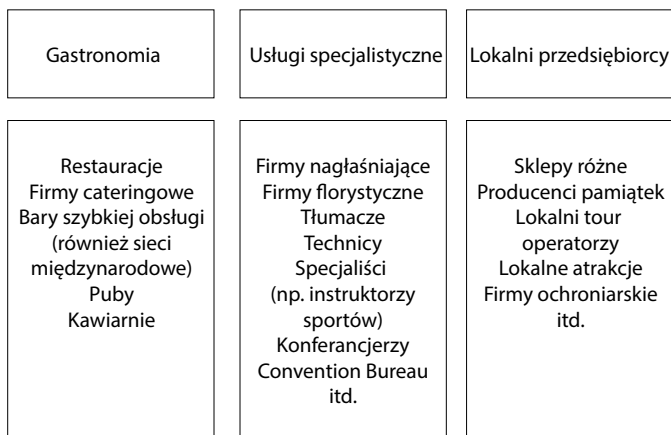 Gastronomia
Usługi specjalistyczne
Lokalni przedsiębiorcy
Restauracje
Firmy cateringowe
Bary szybkiej obsługi
(również sieci
międzynarodowe)
Puby
Kawiarnie
Firmy nagłaśniające
Firmy florystyczne
Tłumacze
Technicy
Specjaliści
(np. instruktorzy
sportów)
Konferancjerzy
Convention Bureau
itd.
Sklepy różne
Producenci pamiątek
Lokalni tour
operatorzy
Lokalne atrakcje
Firmy ochroniarskie
itd.